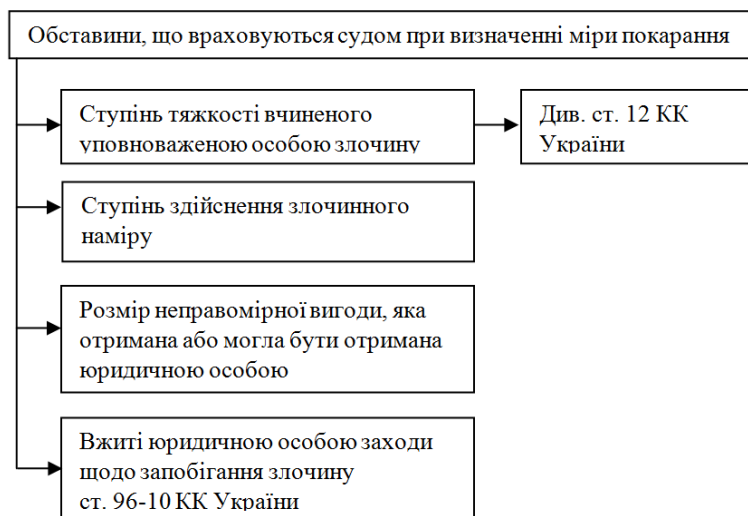 Обставини, що враховуються судом при визначенні міри покарання
Ступінь тяжкості вчиненого
уповноваженою особою злочину
Див. ст. 12 КК
України
Ступінь здійснення злочинного
наміру
Розмір неправомірної вигоди, яка
отримана або могла бути отримана
юридичною особою
Вжиті юридичною особою заходи
щодо запобігання злочину
ст. 96-10 КК України